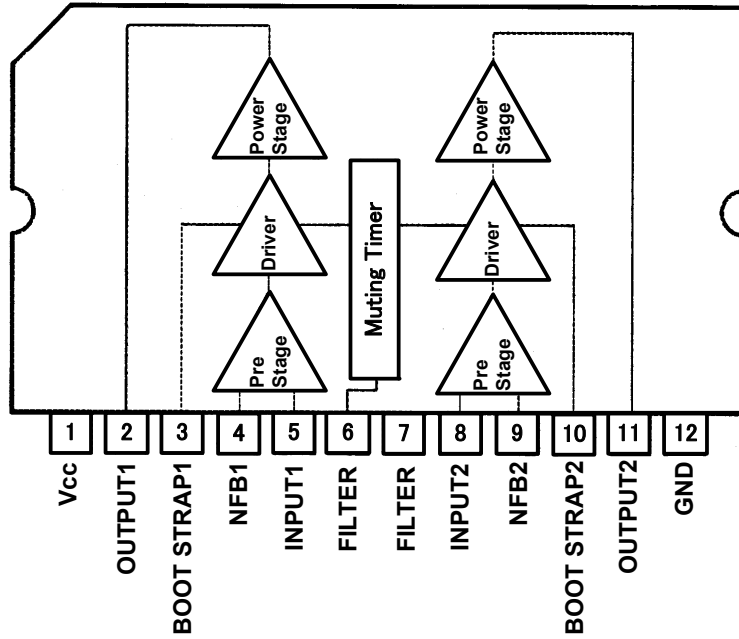 Power
Stage
Power
Stage
Driver
Muting Timer
Driver
Pre
Stage
Pre
Stage
1
2
3
4
5
6
7
8
9
10
11
12
Vcc
OUTPUT1
BOOT STRAP1
NFB1
INPUT1
FILTER
FILTER
INPUT2
NFB2
BOOT STRAP2
OUTPUT2
GND